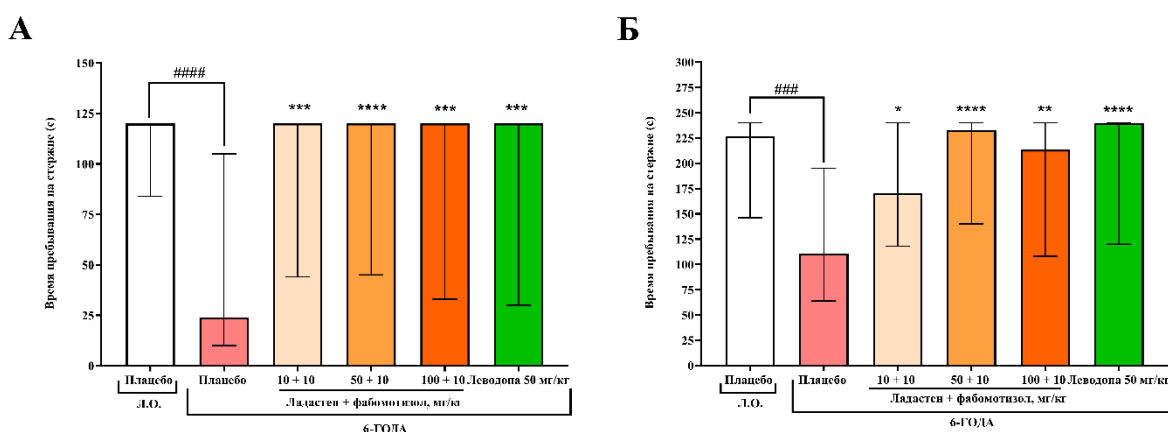 А
Время пребывания на стержне (с)
150
125
100
75
50
25
0
####
***
****
***
***
Плацебо
Плацебо
10 + 10
50 + 10
100 + 10
Леводопа 50 мг/кг
Л.О.
Ладастен + фабомотизол, мг/кг
6-ГОДА
Б
Время пребывания на стержне (с)
300
275
250
225
200
175
150
125
100
75
50
25
0
###
*
****
**
****
Плацебо
Плацебо
10 + 10
50 + 10
100 + 10
Леводопа 50 мг/кг
Л.О.
Ладастен + фабомотизол, мг/кг
6-ГОДА